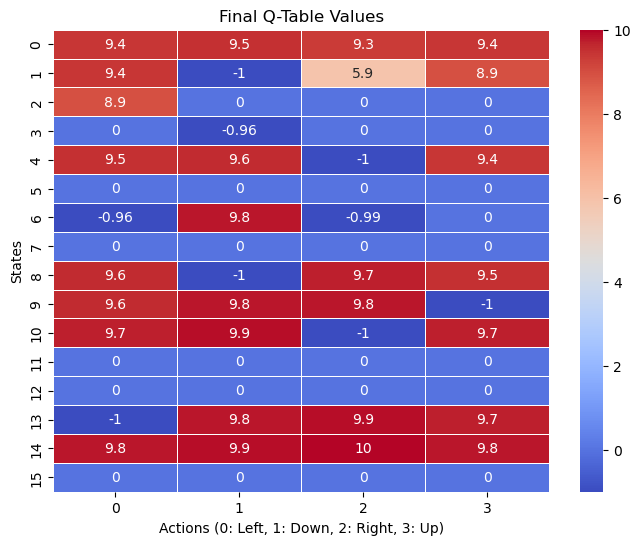 Final Q-Table Values
States
0 9.4 9.5 9.3 9.4
1 9.4 -1 5.9 8.9
2 8.9 0 0 0
3 0 -0.96 0 0
4 9.5 9.6 -1 9.4
5 0 0 0 0
6 -0.96 9.8 -0.99 0
7 0 0 0 0
8 9.6 -1 9.7 9.5
9 9.6 9.8 9.8 -1
10 9.7 9.9 -1 9.7
11 0 0 0 0
12 0 0 0 0
13 -1 9.8 9.9 9.7
14 9.8 9.9 10 9.8
15 0 0 0 0
0 1 2 3
Actions (0: Left, 1: Down, 2: Right, 3: Up)
10
8
6
4
2
0